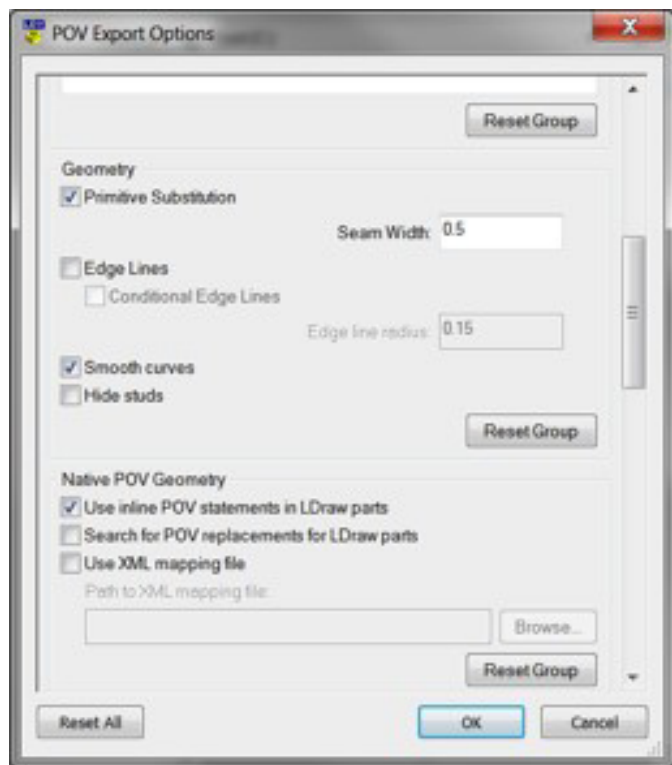 POV Export Options
Reset Group
Geometry
Primitive Substitution
Seam Width: 0.5
Edge Lines
Conditional Edge Lines
Edge line radius: 0.15
Smooth curves
Hide studs
Reset Group
Native POV Geometry
Use inline POV statements in LDraw parts
Search for POV replacements for LDraw parts
Use XML mapping file
Path to XML mapping file:
Browse...
Reset Group
Reset All OK Cancel